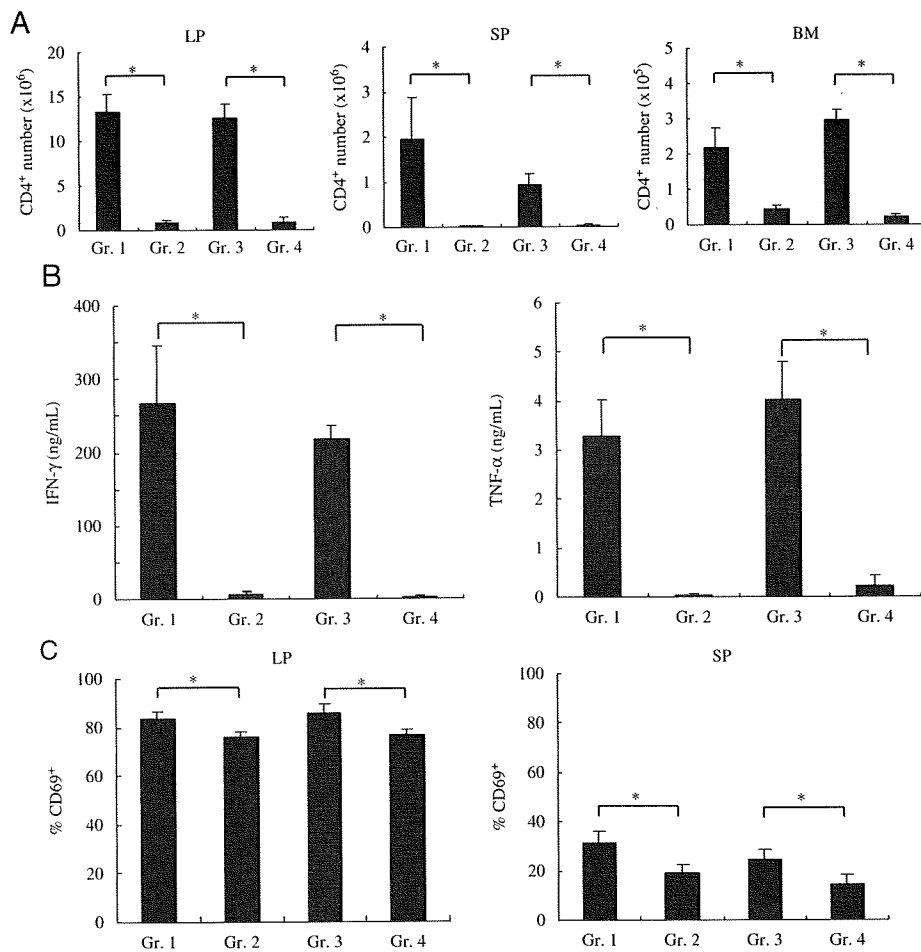 A
LP
CD4⁺ number (x10⁶)
20
15
10
5
0
*
*
Gr. 1 Gr. 2 Gr. 3 Gr. 4
SP
CD4⁺ number (x10⁶)
4
3
2
1
0
*
*
Gr. 1 Gr. 2 Gr. 3 Gr. 4
BM
CD4⁺ number (x10⁵)
5
4
3
2
1
0
*
*
Gr. 1 Gr. 2 Gr. 3 Gr. 4
B
IFN-γ (ng/mL)
400
300
200
100
0
*
*
Gr. 1 Gr. 2 Gr. 3 Gr. 4
TNF-α (ng/mL)
6
5
4
3
2
1
0
*
*
Gr. 1 Gr. 2 Gr. 3 Gr. 4
C
LP
% CD69⁺
100
80
60
40
20
0
*
*
Gr. 1 Gr. 2 Gr. 3 Gr. 4
SP
% CD69⁺
100
80
60
40
20
0
*
*
Gr. 1 Gr. 2 Gr. 3 Gr. 4